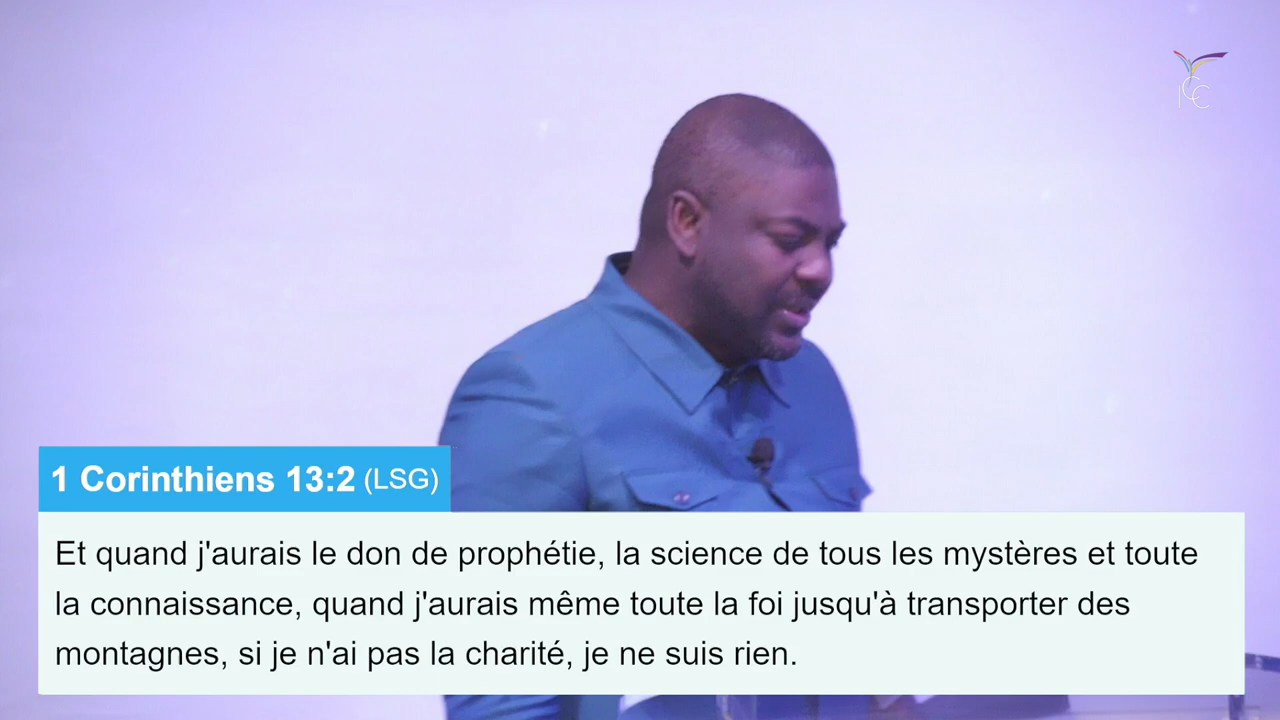 ICC
1 Corinthiens 13:2 (LSG)
Et quand j'aurais le don de prophétie, la science de tous les mystères et toute
la connaissance, quand j'aurais même toute la foi jusqu'à transporter des
montagnes, si je n'ai pas la charité, je ne suis rien.